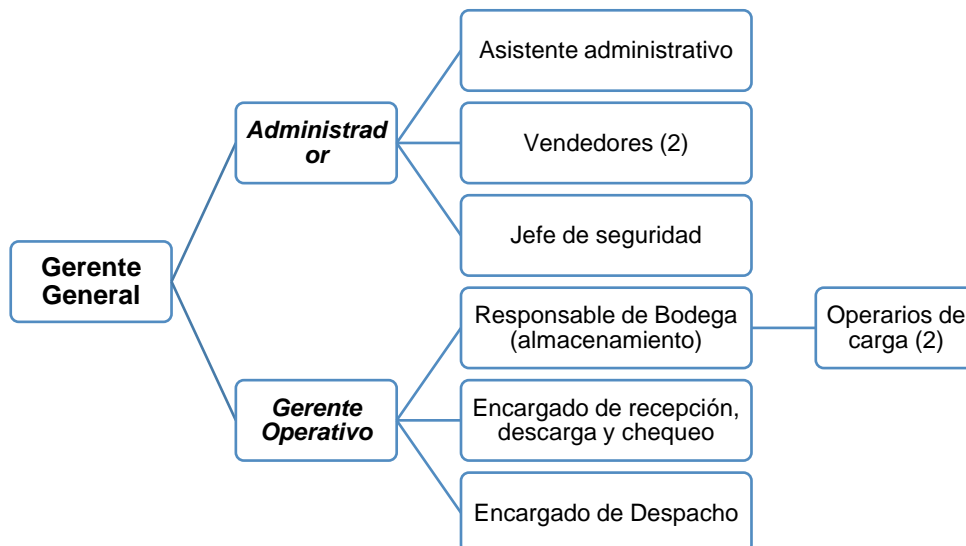 Gerente
General
Administrad
or
Asistente administrativo
Vendedores (2)
Jefe de seguridad
Gerente
Operativo
Responsable de Bodega
(almacenamiento)
Operarios de
carga (2)
Encargado de recepción,
descarga y chequeo
Encargado de Despacho